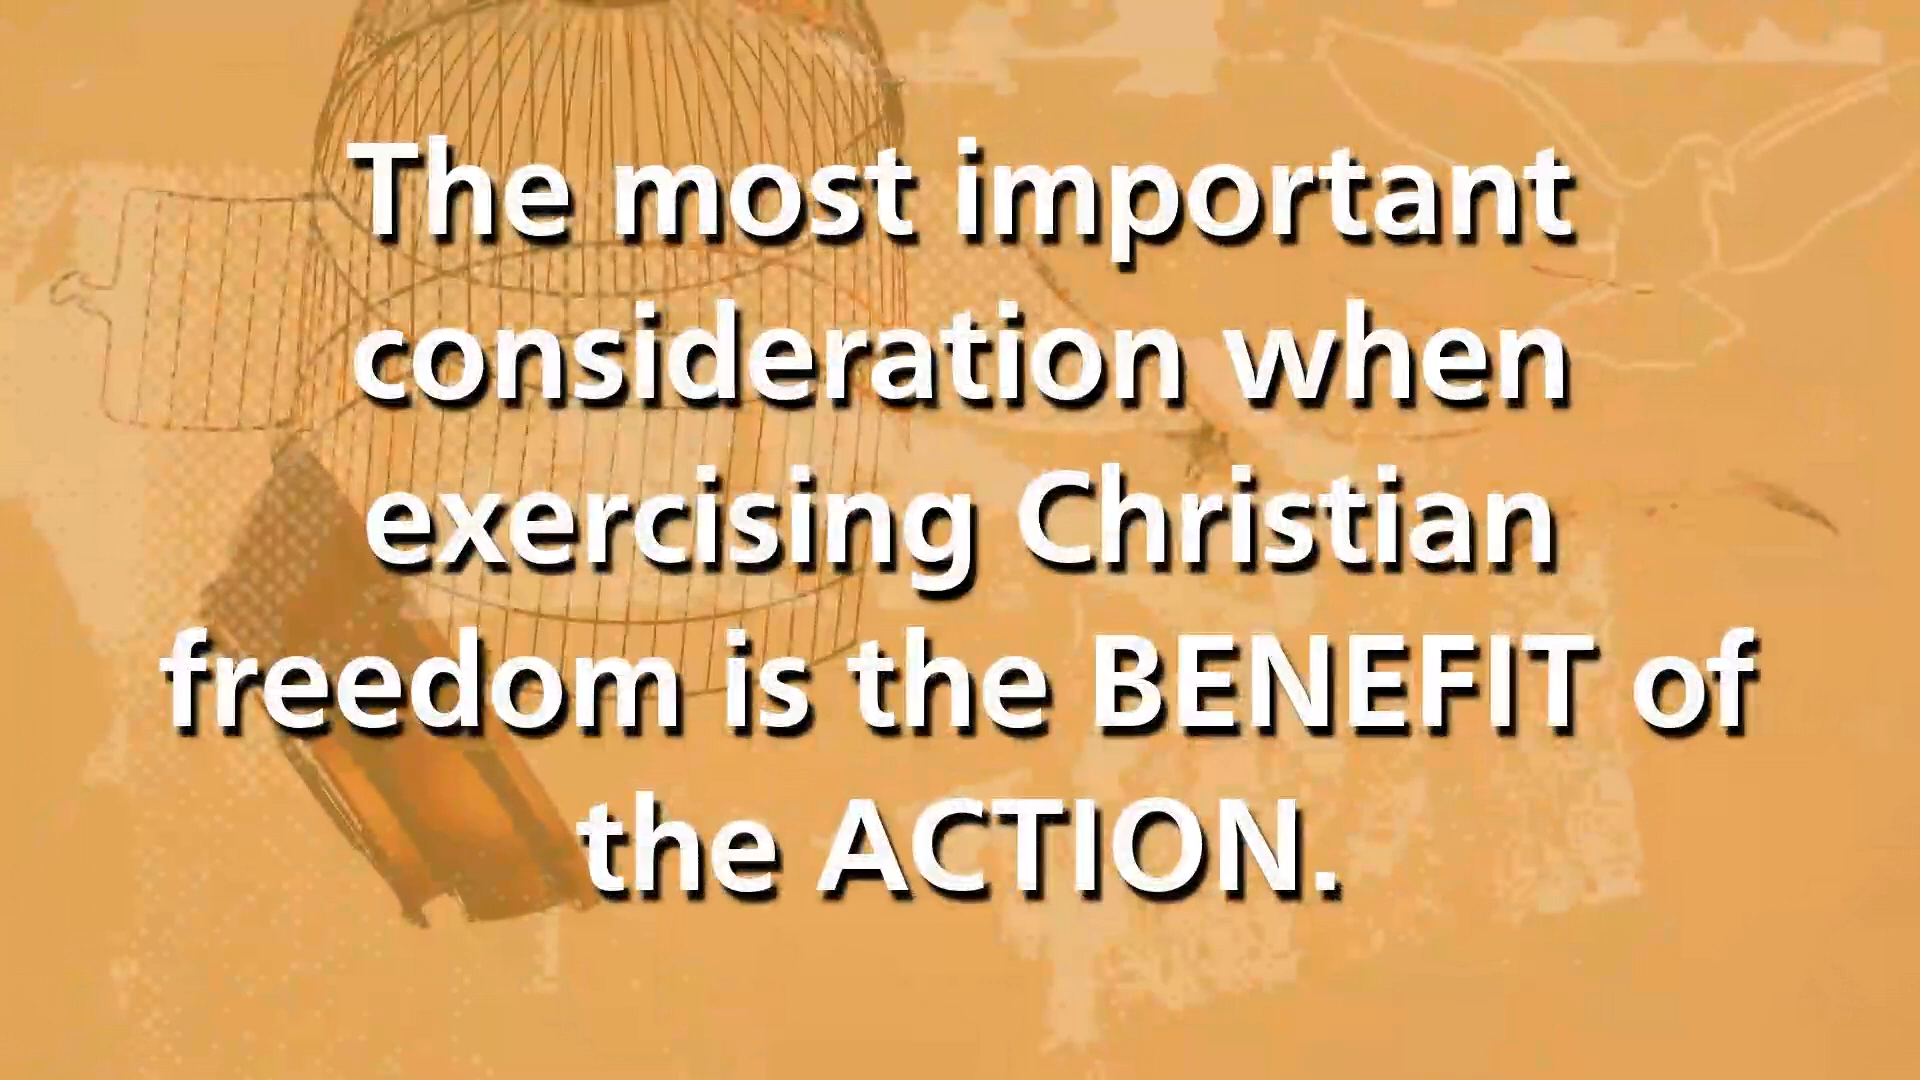 The most important
consideration when
exercising Christian
freedom is the BENEFIT of
the ACTION.